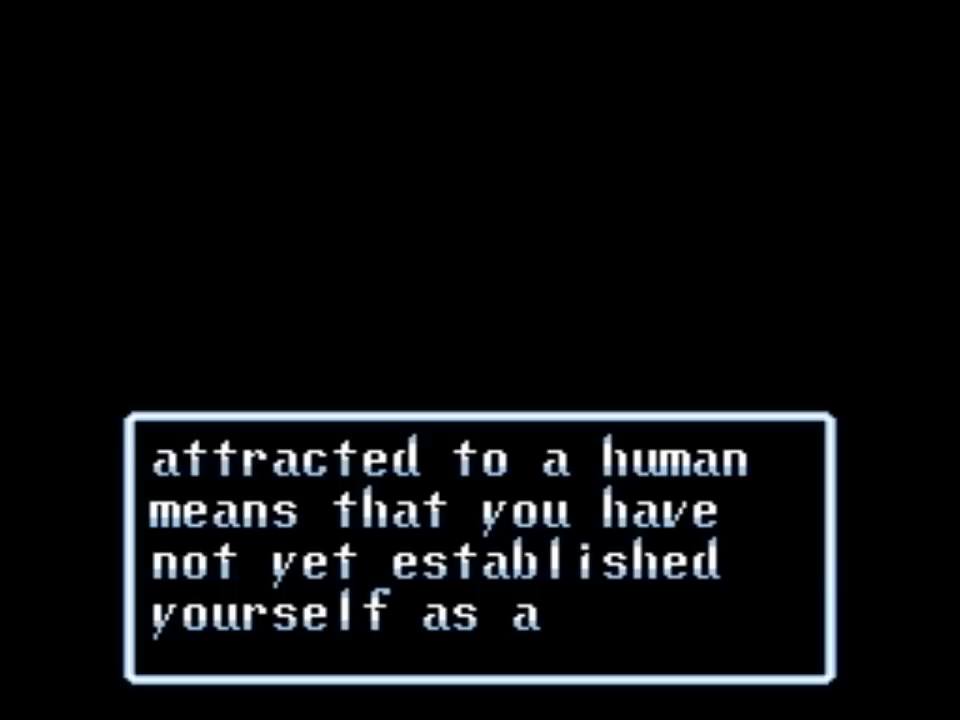 attracted to a human
means that you have
not yet established
yourself as a